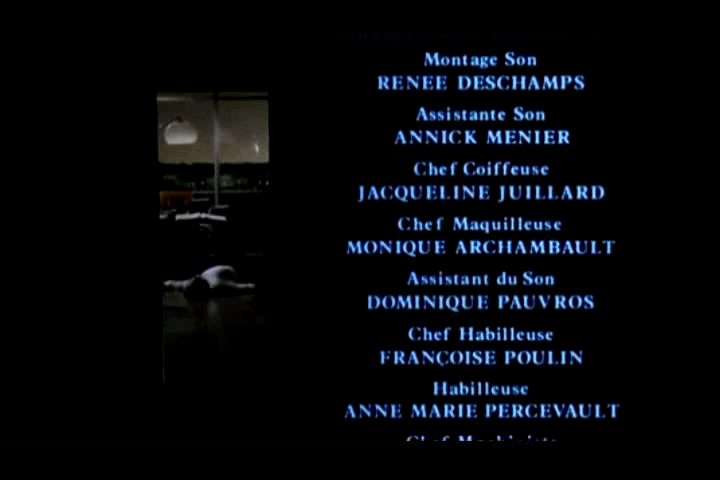 Montage Son
RENEE DESCHAMPS
Assistante Son
ANNICK MENIER
Chef Coiffeuse
JACQUELINE JUILLARD
Chef Maquilleuse
MONIQUE ARCHAMBAULT
Assistant du Son
DOMINIQUE PAUVROS
Chef Habilleuse
FRANÇOISE POULIN
Habilleuse
ANNE MARIE PERCEVAULT